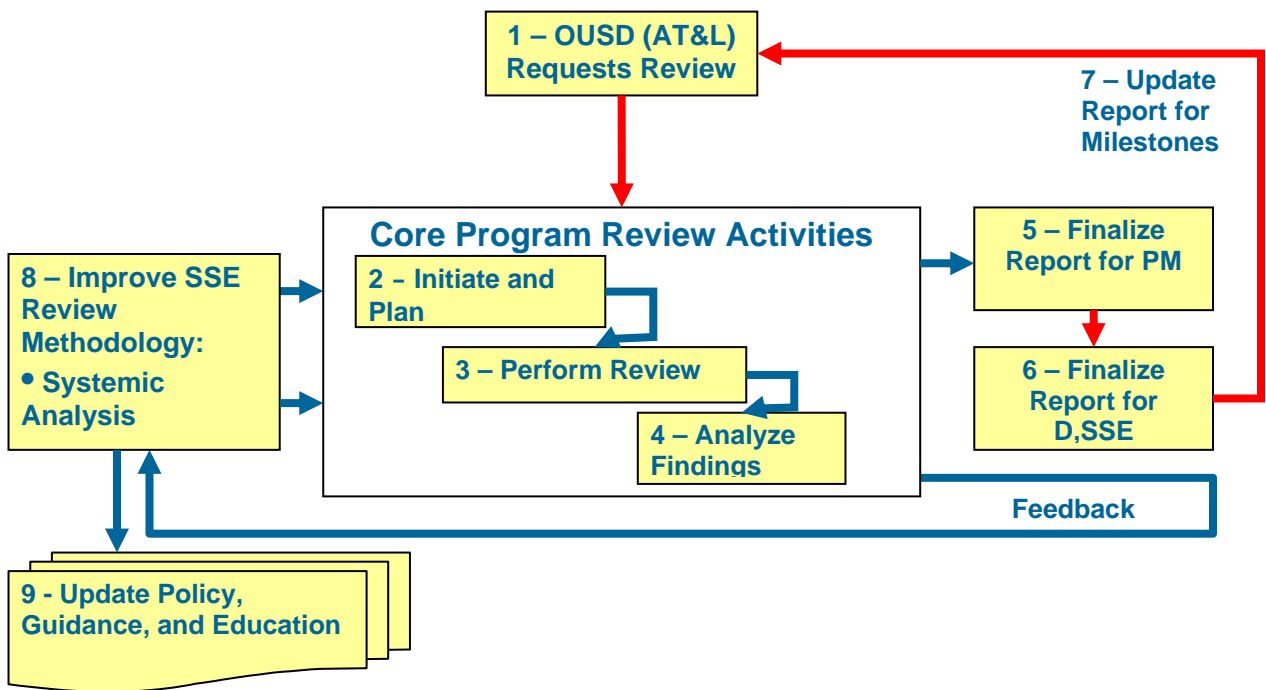 1 – OUSD (AT&L)
Requests Review
7 – Update
Report for
Milestones
Core Program Review Activities
2 – Initiate and
Plan
3 – Perform Review
4 – Analyze
Findings
5 – Finalize
Report for PM
6 – Finalize
Report for
D,SSE
8 – Improve SSE
Review
Methodology:
• Systemic
Analysis
Feedback
9 - Update Policy,
Guidance, and Education